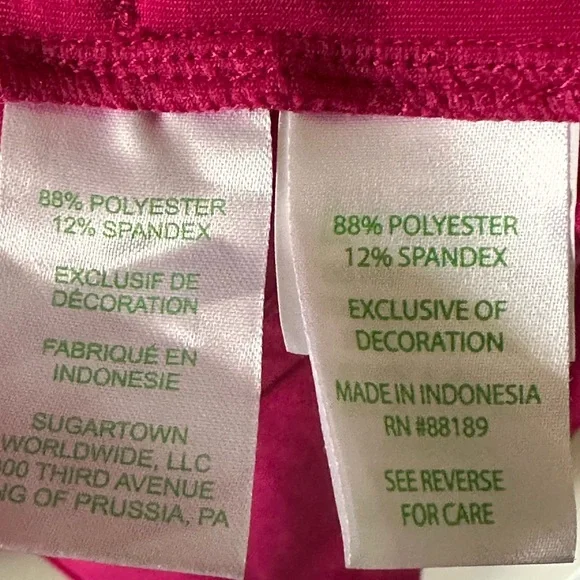 88% POLYESTER
12% SPANDEX
EXCLUSIF DE
DÉCORATION
FABRIQUÉ EN
INDONESIE
SUGARTOWN
WORLDWIDE, LLC
THIRD AVENUE
OF PRUSSIA, PA
88% POLYESTER
12% SPANDEX
EXCLUSIVE OF
DECORATION
MADE IN INDONESIA
RN #88189
SEE REVERSE
FOR CARE